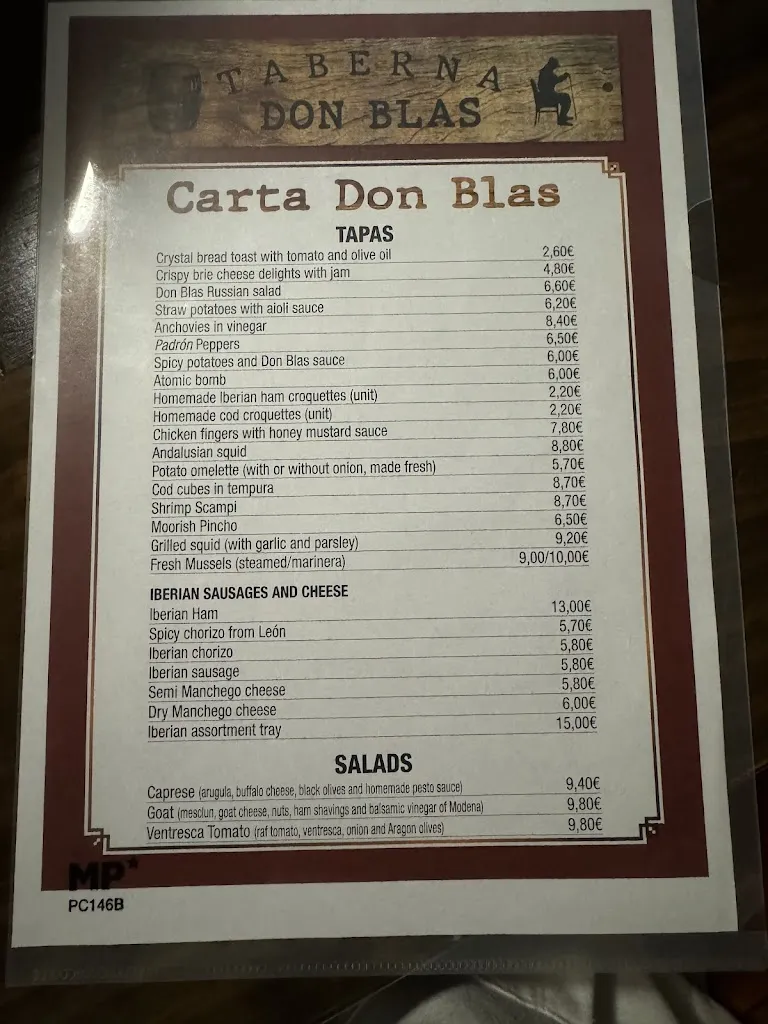 TABERNA
DON BLAS
Carta Don Blas
TAPAS
Crystal bread toast with tomato and olive oil 2,60€
Crispy brie cheese delights with jam 4,80€
Don Blas Russian salad 6,60€
Straw potatoes with aioli sauce 6,20€
Anchovies in vinegar 8,40€
Padrón Peppers 6,50€
Spicy potatoes and Don Blas sauce 6,00€
Atomic bomb 6,00€
Homemade Iberian ham croquettes (unit) 2,20€
Homemade cod croquettes (unit) 2,20€
Chicken fingers with honey mustard sauce 7,80€
Andalusian squid 8,80€
Potato omelette (with or without onion, made fresh) 5,70€
Cod cubes in tempura 8,70€
Shrimp Scampi 8,70€
Moorish Pincho 6,50€
Grilled squid (with garlic and parsley) 9,20€
Fresh Mussels (steamed/marinera) 9,00/10,00€
IBERIAN SAUSAGES AND CHEESE
Iberian Ham 13,00€
Spicy chorizo from León 5,70€
Iberian chorizo 5,80€
Iberian sausage 5,80€
Semi Manchego cheese 5,80€
Dry Manchego cheese 6,00€
Iberian assortment tray 15,00€
SALADS
Caprese (arugula, buffalo cheese, black olives and homemade pesto sauce) 9,40€
Goat (mesclun, goat cheese, nuts, ham shavings and balsamic vinegar of Modena) 9,80€
Ventresca Tomato (raf tomato, ventresca, onion and Aragon olives) 9,80€
MP*
PC146B